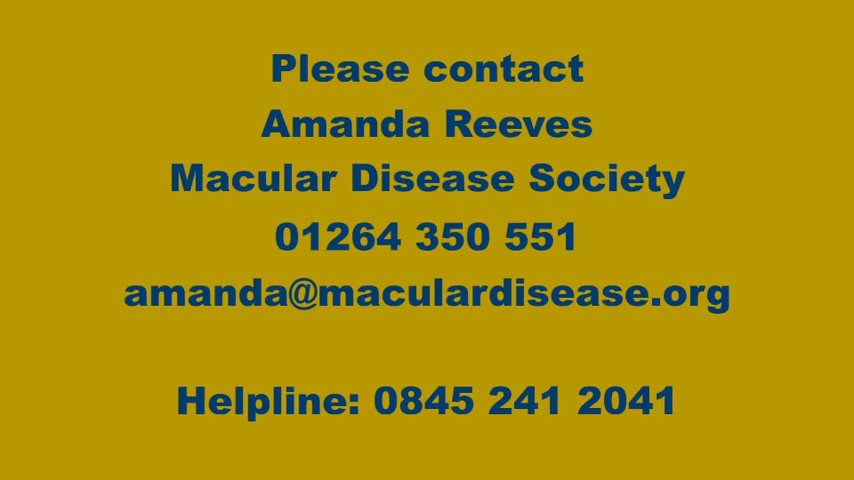 Please contact
Amanda Reeves
Macular Disease Society
01264 350 551
amanda@maculardisease.org
Helpline: 0845 241 2041